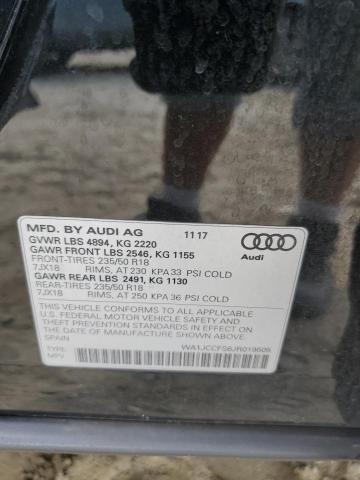 MFD. BY AUDI AG 11 17
GVWR LBS 4894, KG 2220
GAWR FRONT LBS 2546, KG 1155
FRONT-TIRES 235/50 R18
7JX18 RIMS, AT 230 KPA 33 PSI COLD
GAWR REAR LBS 2491, KG 1130
REAR-TIRES 235/50 R18
7JX18 RIMS, AT 250 KPA 36 PSI COLD
Audi
THIS VEHICLE CONFORMS TO ALL APPLICABLE
U.S. FEDERAL MOTOR VEHICLE SAFETY
AND THEFT PREVENTION STANDARDS IN EFFECT ON
THE DATE OF MANUFACTURE SHOWN ABOVE.
SPAIN
TYPE: MPV WA1JCCFS6JR019505